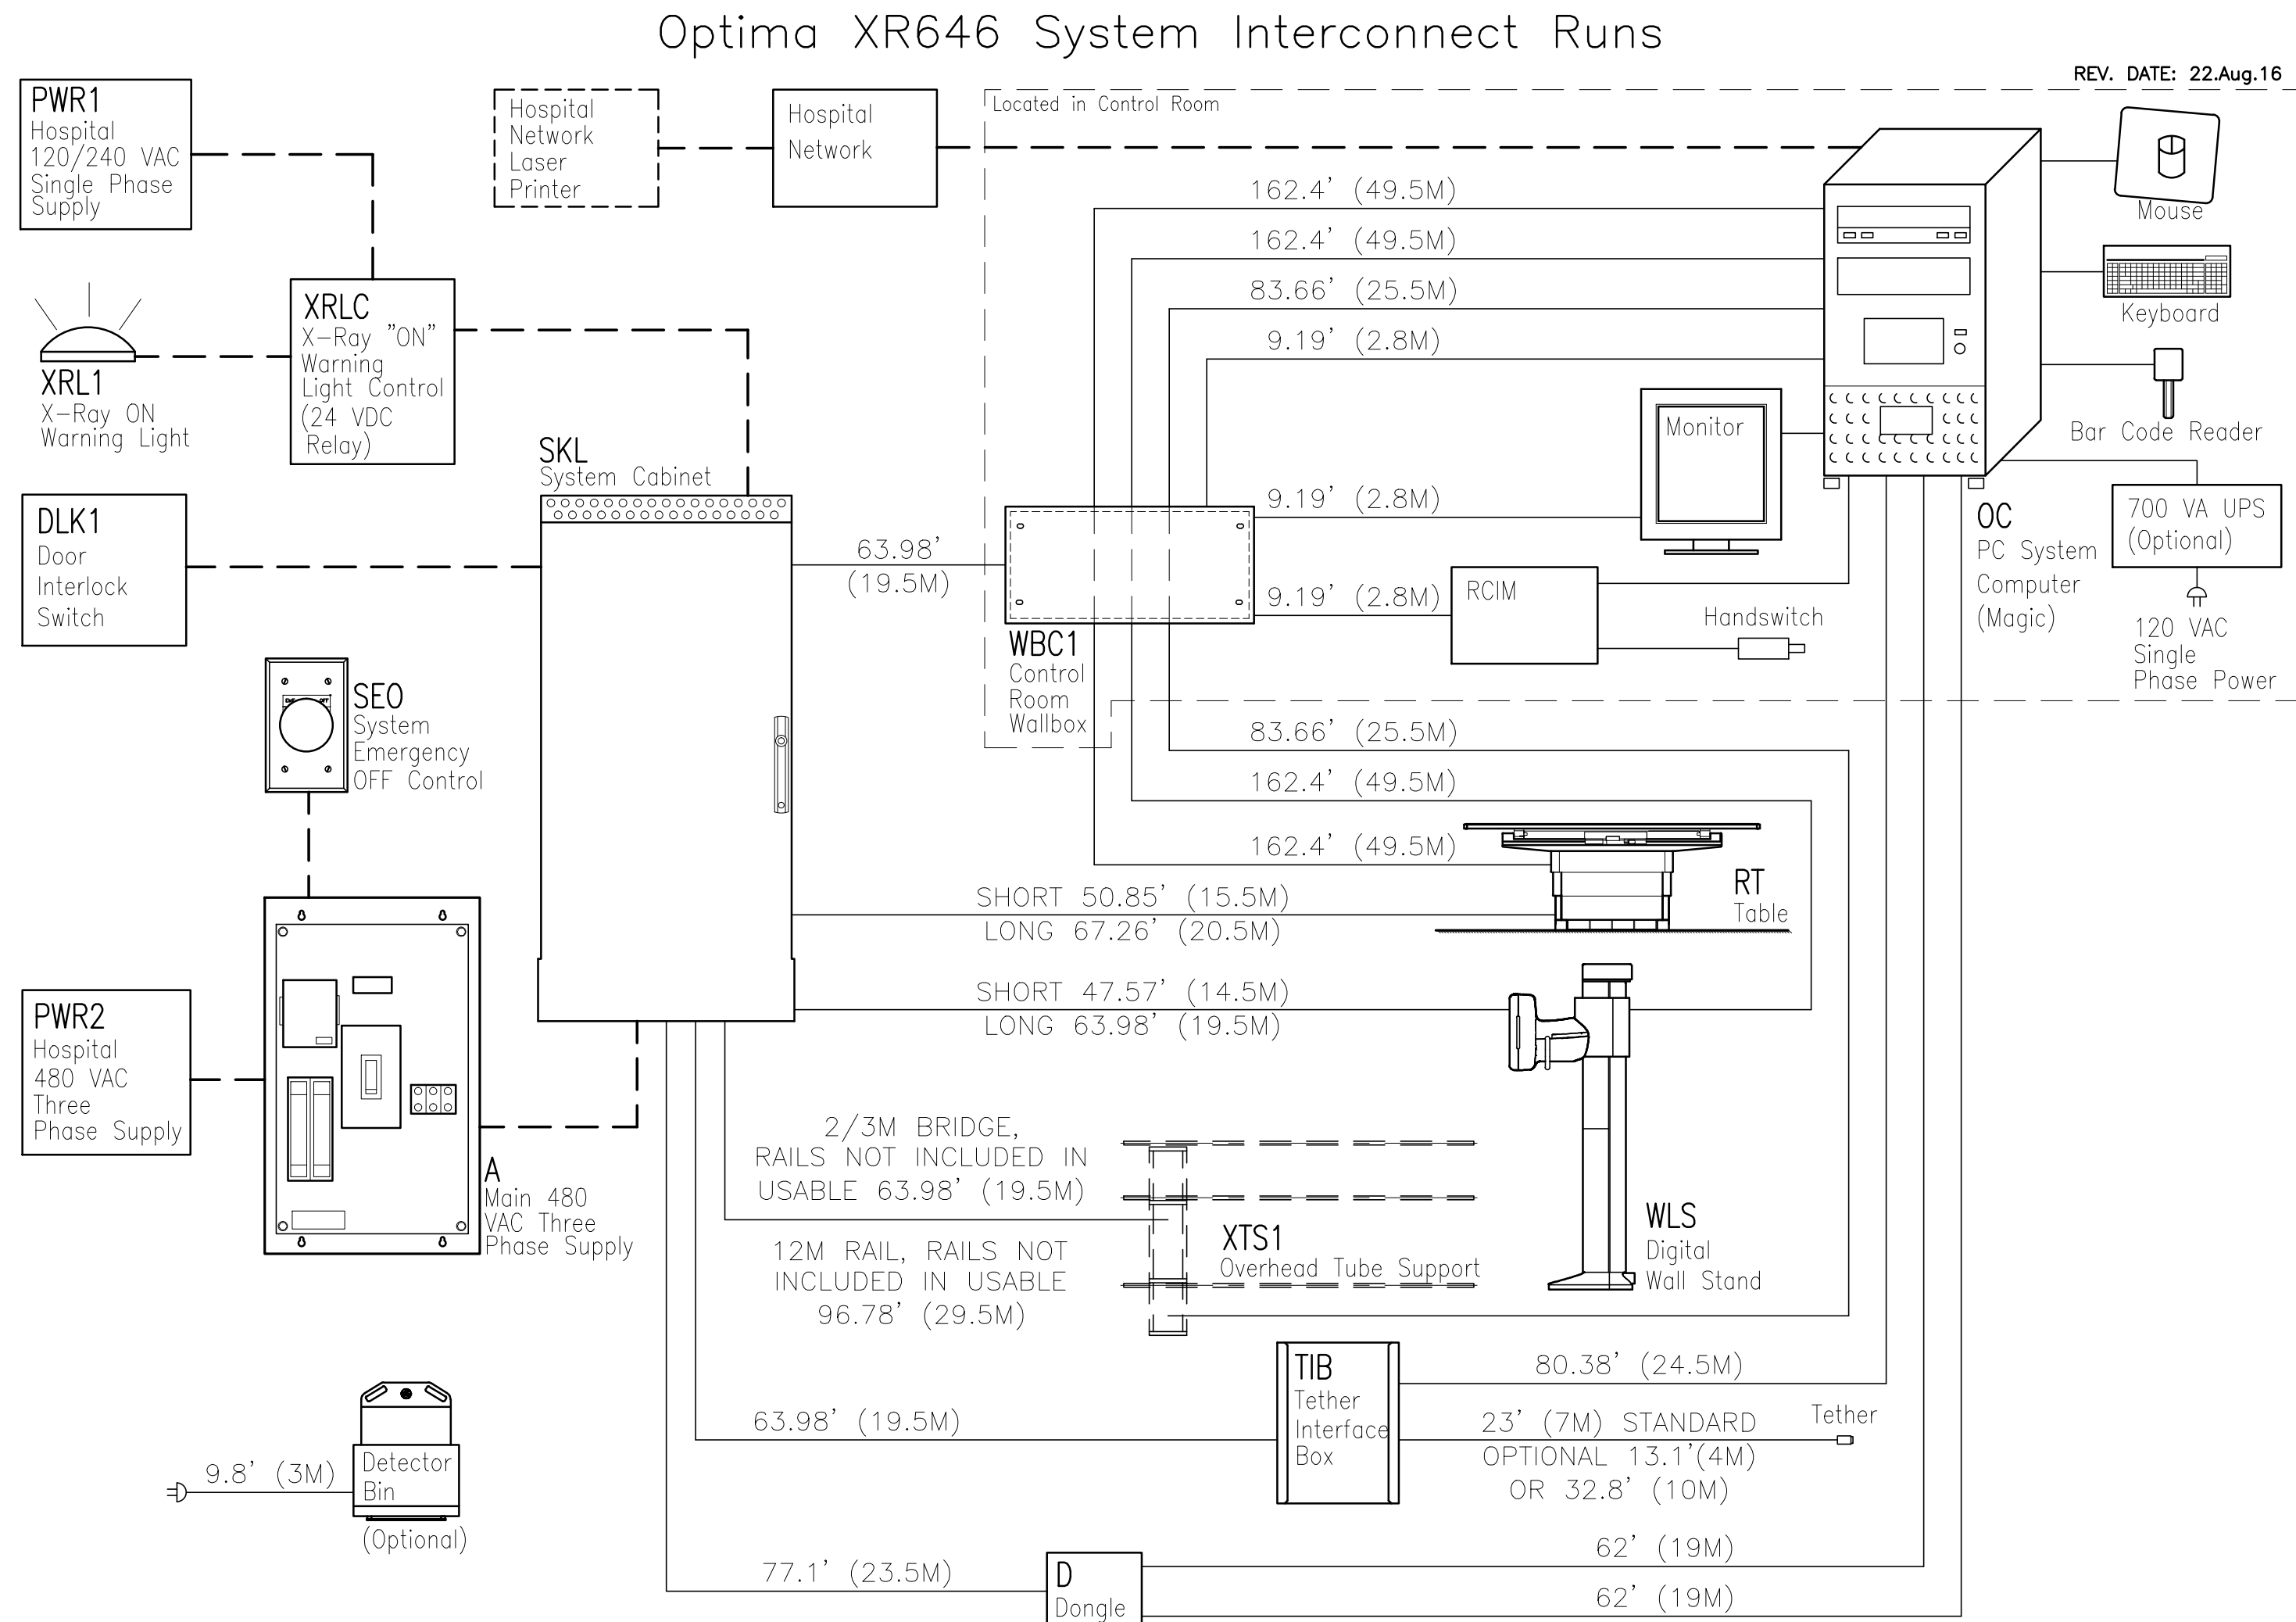 Optima XR646 System Interconnect Runs
REV. DATE: 22.Aug.16
PWR1
Hospital
120/240 VAC
Single Phase
Supply
Hospital
Network
Laser
Printer
Hospital
Network
Located in Control Room
Mouse
Keyboard
Bar Code Reader
162.4' (49.5M)
162.4' (49.5M)
83.66' (25.5M)
9.19' (2.8M)
XRLC
X-Ray "ON"
Warning
Light Control
(24 VDC
Relay)
XRL1
X-Ray ON
Warning Light
SKL
System Cabinet
Monitor
DLK1
Door
Interlock
Switch
63.98'
(19.5M)
9.19' (2.8M)
9.19' (2.8M)
RCIM
Handswitch
OC
PC System
Computer
(Magic)
700 VA UPS
(Optional)
120 VAC
Single
Phase Power
WBC1
Control
Room
Wallbox
OFF
SEO
System
Emergency
OFF Control
83.66' (25.5M)
162.4' (49.5M)
162.4' (49.5M)
SHORT 50.85' (15.5M)
LONG 67.26' (20.5M)
RT
Table
SHORT 47.57' (14.5M)
LONG 63.98' (19.5M)
PWR2
Hospital
480 VAC
Three
Phase Supply
A
Main 480
VAC Three
Phase Supply
2/3M BRIDGE,
RAILS NOT INCLUDED IN
USABLE 63.98' (19.5M)
12M RAIL, RAILS NOT
INCLUDED IN USABLE
96.78' (29.5M)
XTS1
Overhead Tube Support
WLS
Digital
Wall Stand
TIB
Tether
Interface
Box
80.38' (24.5M)
63.98' (19.5M)
23' (7M) STANDARD
OPTIONAL 13.1'(4M)
OR 32.8' (10M)
Tether
9.8' (3M)
Detector
Bin
(Optional)
77.1' (23.5M)
D
Dongle
62' (19M)
62' (19M)